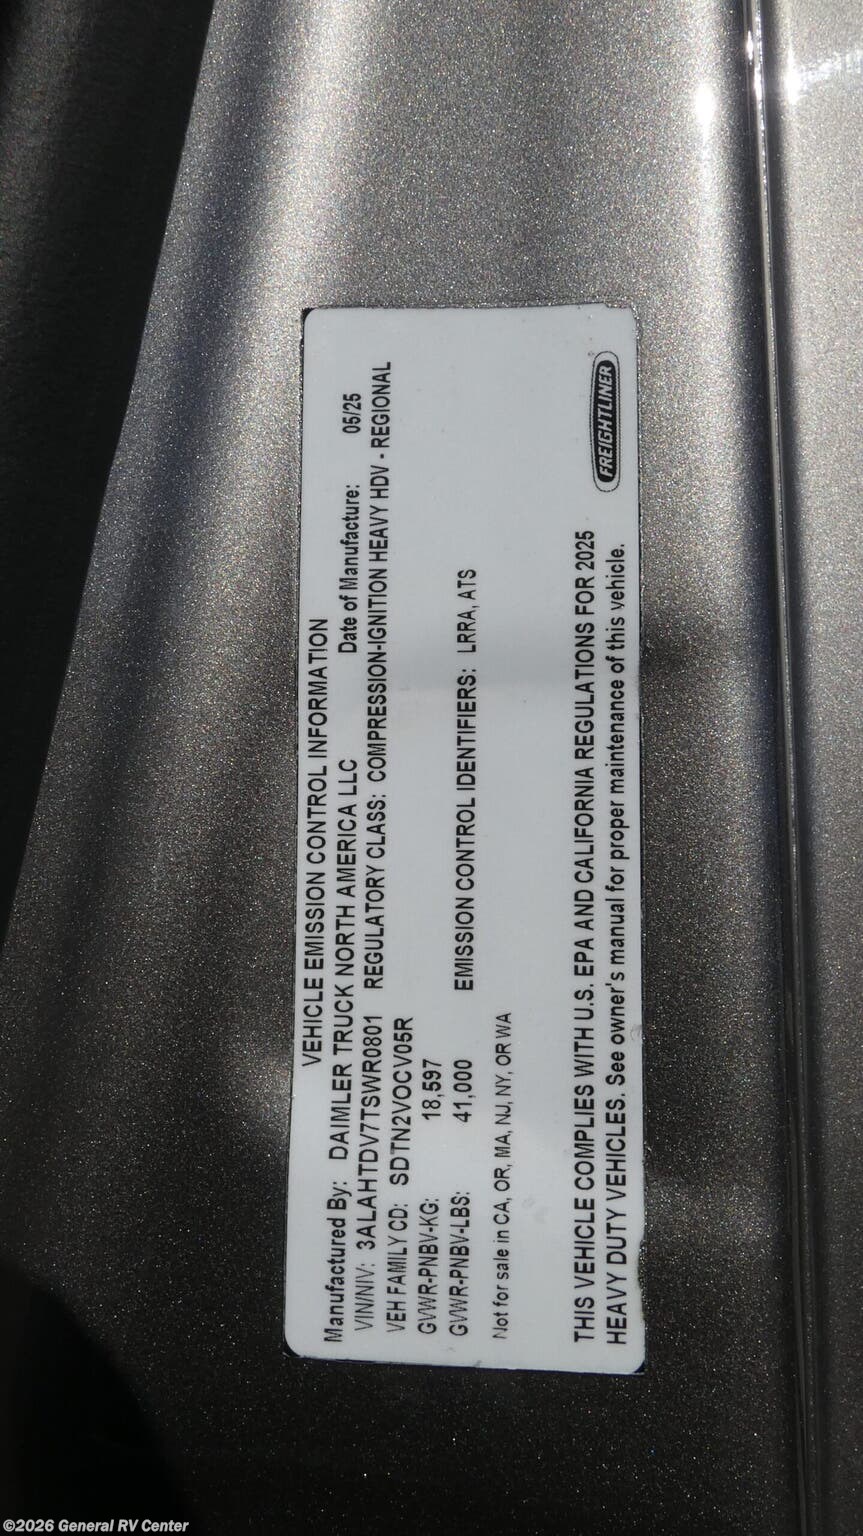 VEHICLE EMISSION CONTROL INFORMATION
Manufactured By: DAIMLER TRUCK NORTH AMERICA LLC Date of Manufacture: 05/25
VIN/NIV: 3ALAHTDV7TSWR0801 REGULATORY CLASS: COMPRESSION-IGNITION HEAVY HDV - REGIONAL
VEH FAMILY CD: SDTN2VOCV05R
GVWR-PNBV-KG: 18,597
GVWR-PNBV-LBS: 41,000 EMISSION CONTROL IDENTIFIERS: LRRA, ATS
Not for sale in CA, OR, MA, NJ, NY, OR WA
THIS VEHICLE COMPLIES WITH U.S. EPA AND CALIFORNIA REGULATIONS FOR 2025
HEAVY DUTY VEHICLES. See owner's manual for proper maintenance of this vehicle.
FREIGHTLINER
©2026 General RV Center